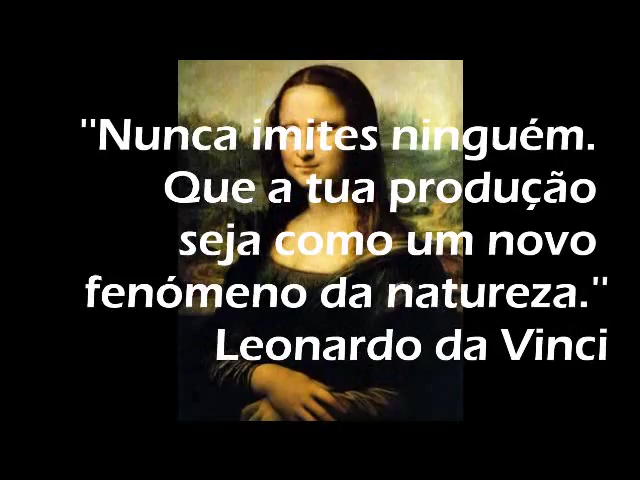 "Nunca imites ninguém.
Que a tua produção
seja como um novo
fenómeno da natureza."
Leonardo da Vinci